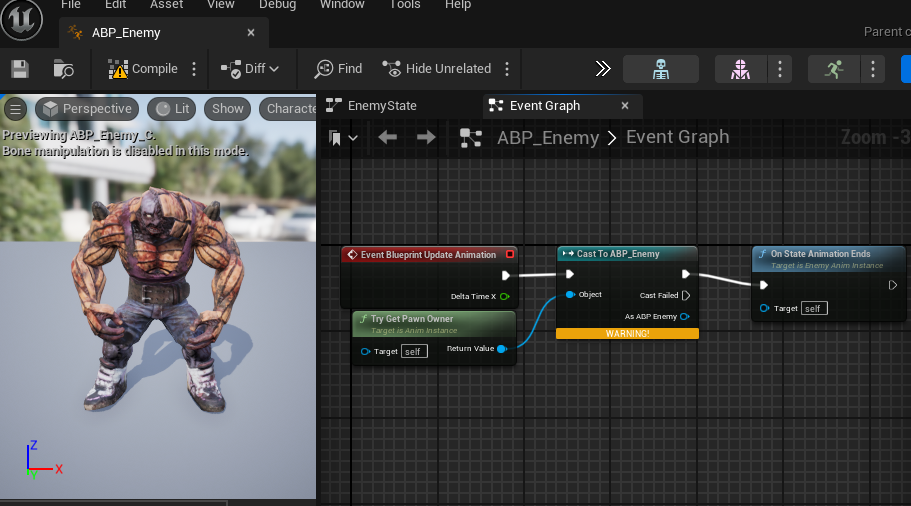 File Edit Asset View Debug Window Tools Help
ABP_Enemy
Parent c
Compile Diff Find Hide Unrelated
EnemyState Event Graph
Perspective Lit Show Characte
Previewing ABP_Enemy_C.
Bone manipulation is disabled in this mode.
ABP_Enemy Event Graph Zoom -3
Event Blueprint Update Animation
Delta Time X
Try Get Pawn Owner
Target is Anim Instance
Target self Return Value
Cast To ABP_Enemy
Object Cast Failed
As ABP Enemy
WARNING!
On State Animation Ends
Target is Enemy Anim Instance
Target self
Z
X